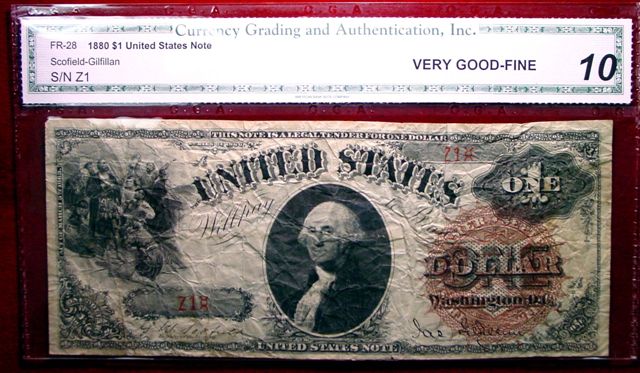 Currency Grading and Authentication, Inc.
FR-28 1880 $1 United States Note
Scofield-Gilfillan
S/N Z1
VERY GOOD-FINE
10
THIS NOTE IS A LEGAL TENDER FOR ONE DOLLAR
UNITED STATES
Z1
ONE
Will pay
ONE
DOLLAR
Washington, D.C.
A
Z1
UNITED STATES NOTE